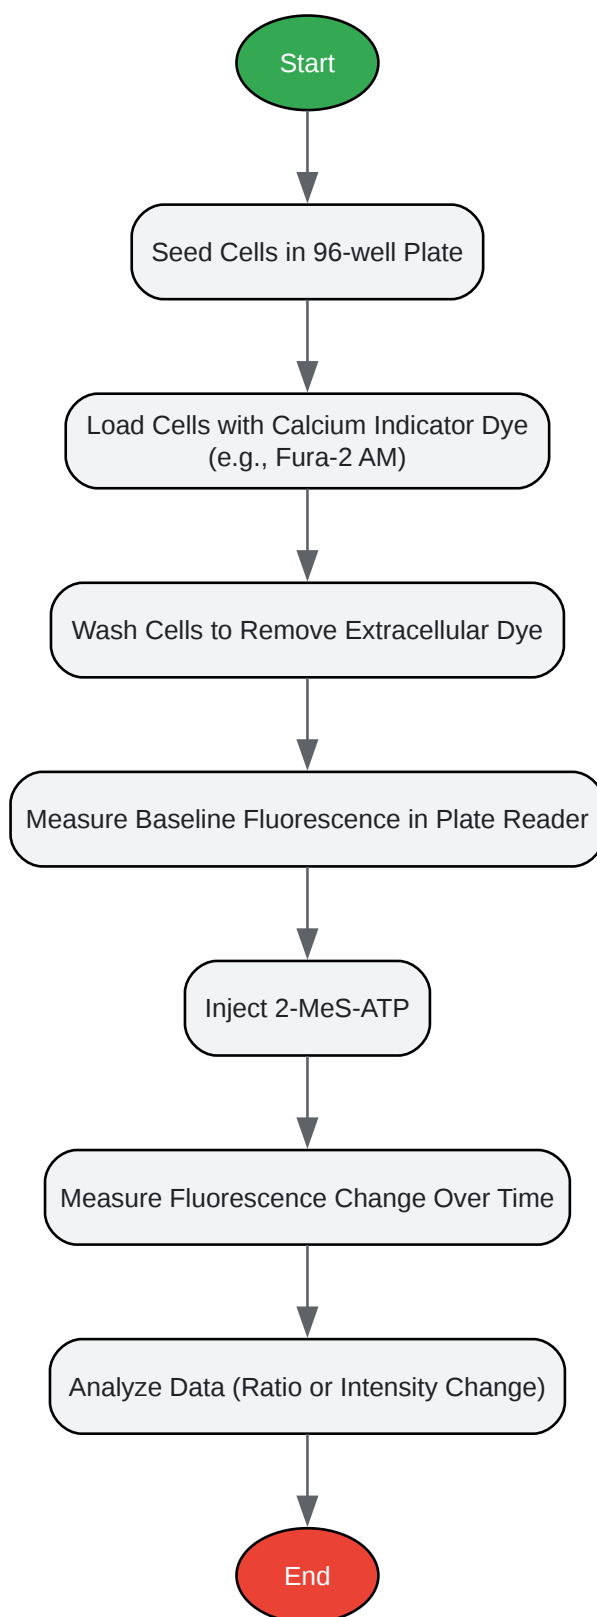 Start
Seed Cells in 96-well Plate
Load Cells with Calcium Indicator Dye
(e.g., Fura-2 AM)
Wash Cells to Remove Extracellular Dye
Measure Baseline Fluorescence in Plate Reader
Inject 2-MeS-ATP
Measure Fluorescence Change Over Time
Analyze Data (Ratio or Intensity Change)
End